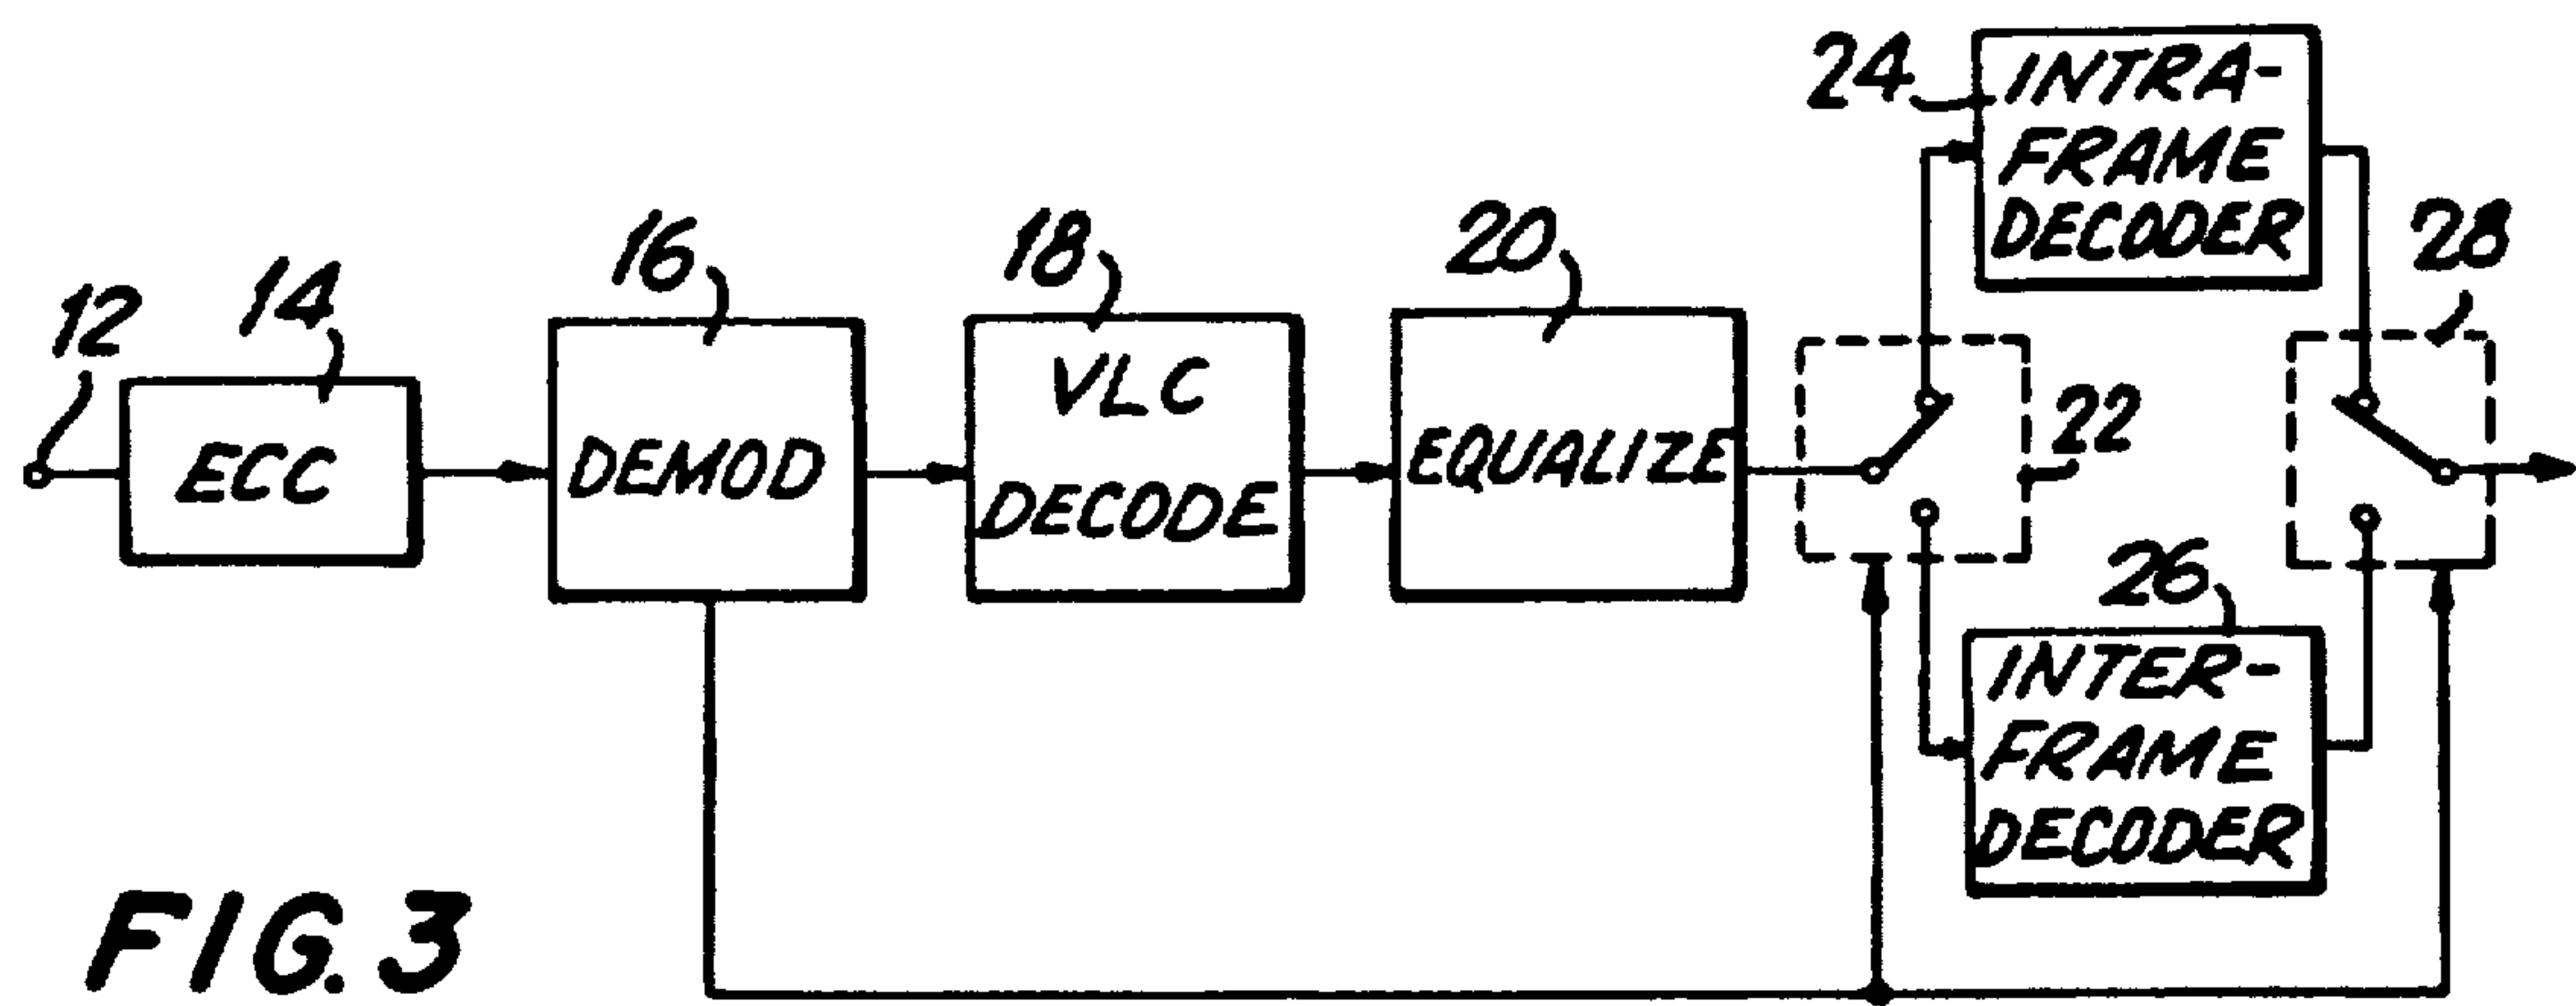 12
14
ECC
16
DEMOD
18
VLC
DECODE
20
EQUALIZE
22
24
INTRA-
FRAME
DECODER
26
INTER-
FRAME
DECODER
28
FIG. 3